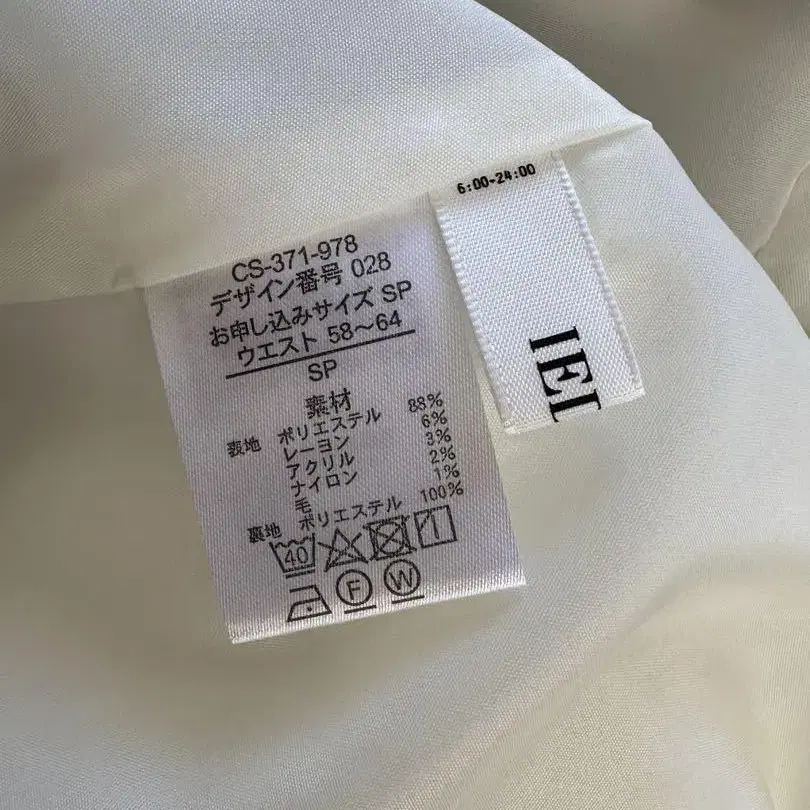 CS-371-978
デザイン番号 028
お申し込みサイズ SP
ウエスト 58〜64
SP
素材
表地 ポリエステル 88%
レーヨン 6%
アクリル 3%
ナイロン 2%
毛 1%
裏地 ポリエステル 100%
40
F W
6:00-24:00
IEI